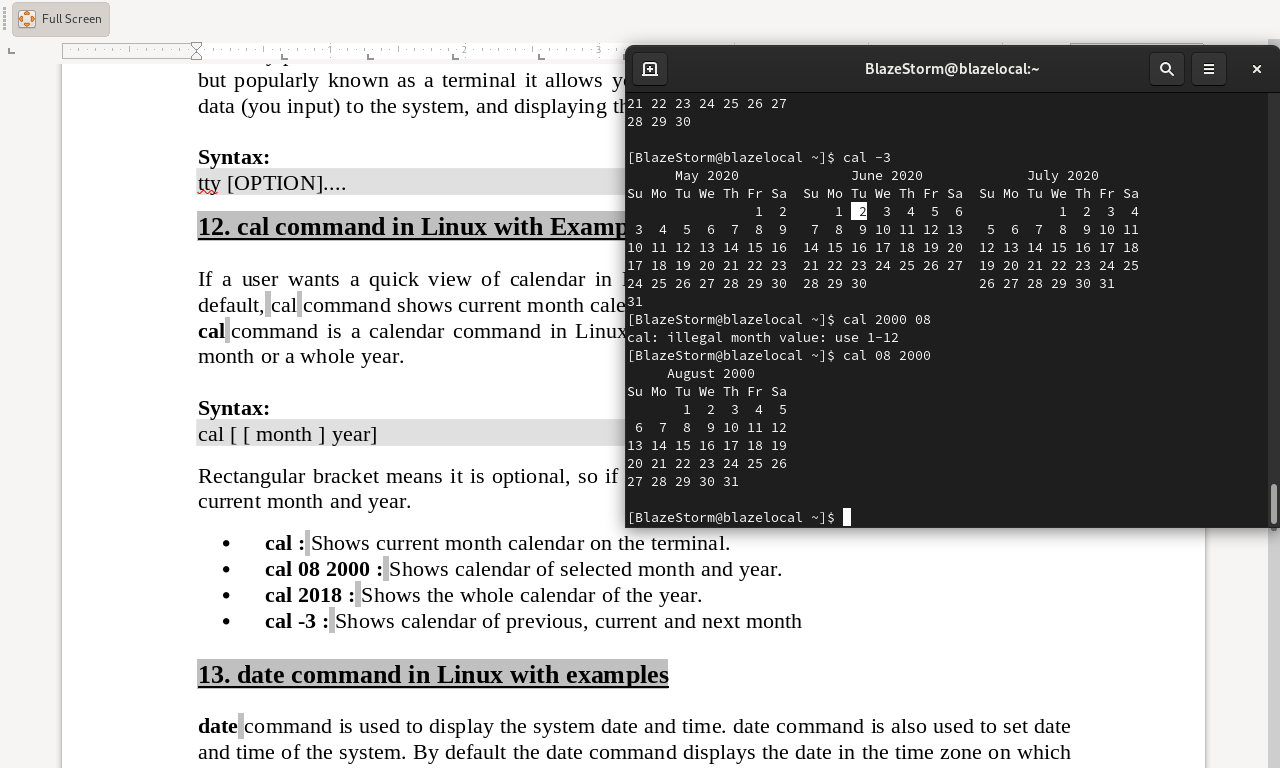 Full Screen
2
3
but popularly known as a terminal it allows
data (you input) to the system, and displaying
Syntax:
tty [OPTION]....
12. cal command in Linux with
If a user wants a quick view of calendar in
default, cal command shows current month
cal command is a calendar command in Linux
month or a whole year.
Syntax:
cal [ [ month ] year]
Rectangular bracket means it is optional, so if
current month and year.
• cal : Shows current month calendar on the terminal.
• cal 08 2000 : Shows calendar of selected month and year.
• cal 2018 : Shows the whole calendar of the year.
• cal -3 : Shows calendar of previous, current and next month
13. date command in Linux with examples
date command is used to display the system date and time. date command is also used to set date
and time of the system. By default the date command displays the date in the time zone on which
BlazeStorm@blazelocal:~
21 22 23 24 25 26 27
28 29 30
[BlazeStorm@blazelocal ~]$ cal -3
May 2020 June 2020 July 2020
Su Mo Tu We Th Fr Sa Su Mo Tu We Th Fr Sa Su Mo Tu We Th Fr Sa
1 2 1 2 3 4 5 6 1 2 3 4
3 4 5 6 7 8 9 7 8 9 10 11 12 13 5 6 7 8 9 10 11
10 11 12 13 14 15 16 14 15 16 17 18 19 20 12 13 14 15 16 17 18
17 18 19 20 21 22 23 21 22 23 24 25 26 27 19 20 21 22 23 24 25
24 25 26 27 28 29 30 28 29 30 26 27 28 29 30 31
31
[BlazeStorm@blazelocal ~]$ cal 2000 08
cal: illegal month value: use 1-12
[BlazeStorm@blazelocal ~]$ cal 08 2000
August 2000
Su Mo Tu We Th Fr Sa
1 2 3 4 5
6 7 8 9 10 11 12
13 14 15 16 17 18 19
20 21 22 23 24 25 26
27 28 29 30 31
[BlazeStorm@blazelocal ~]$